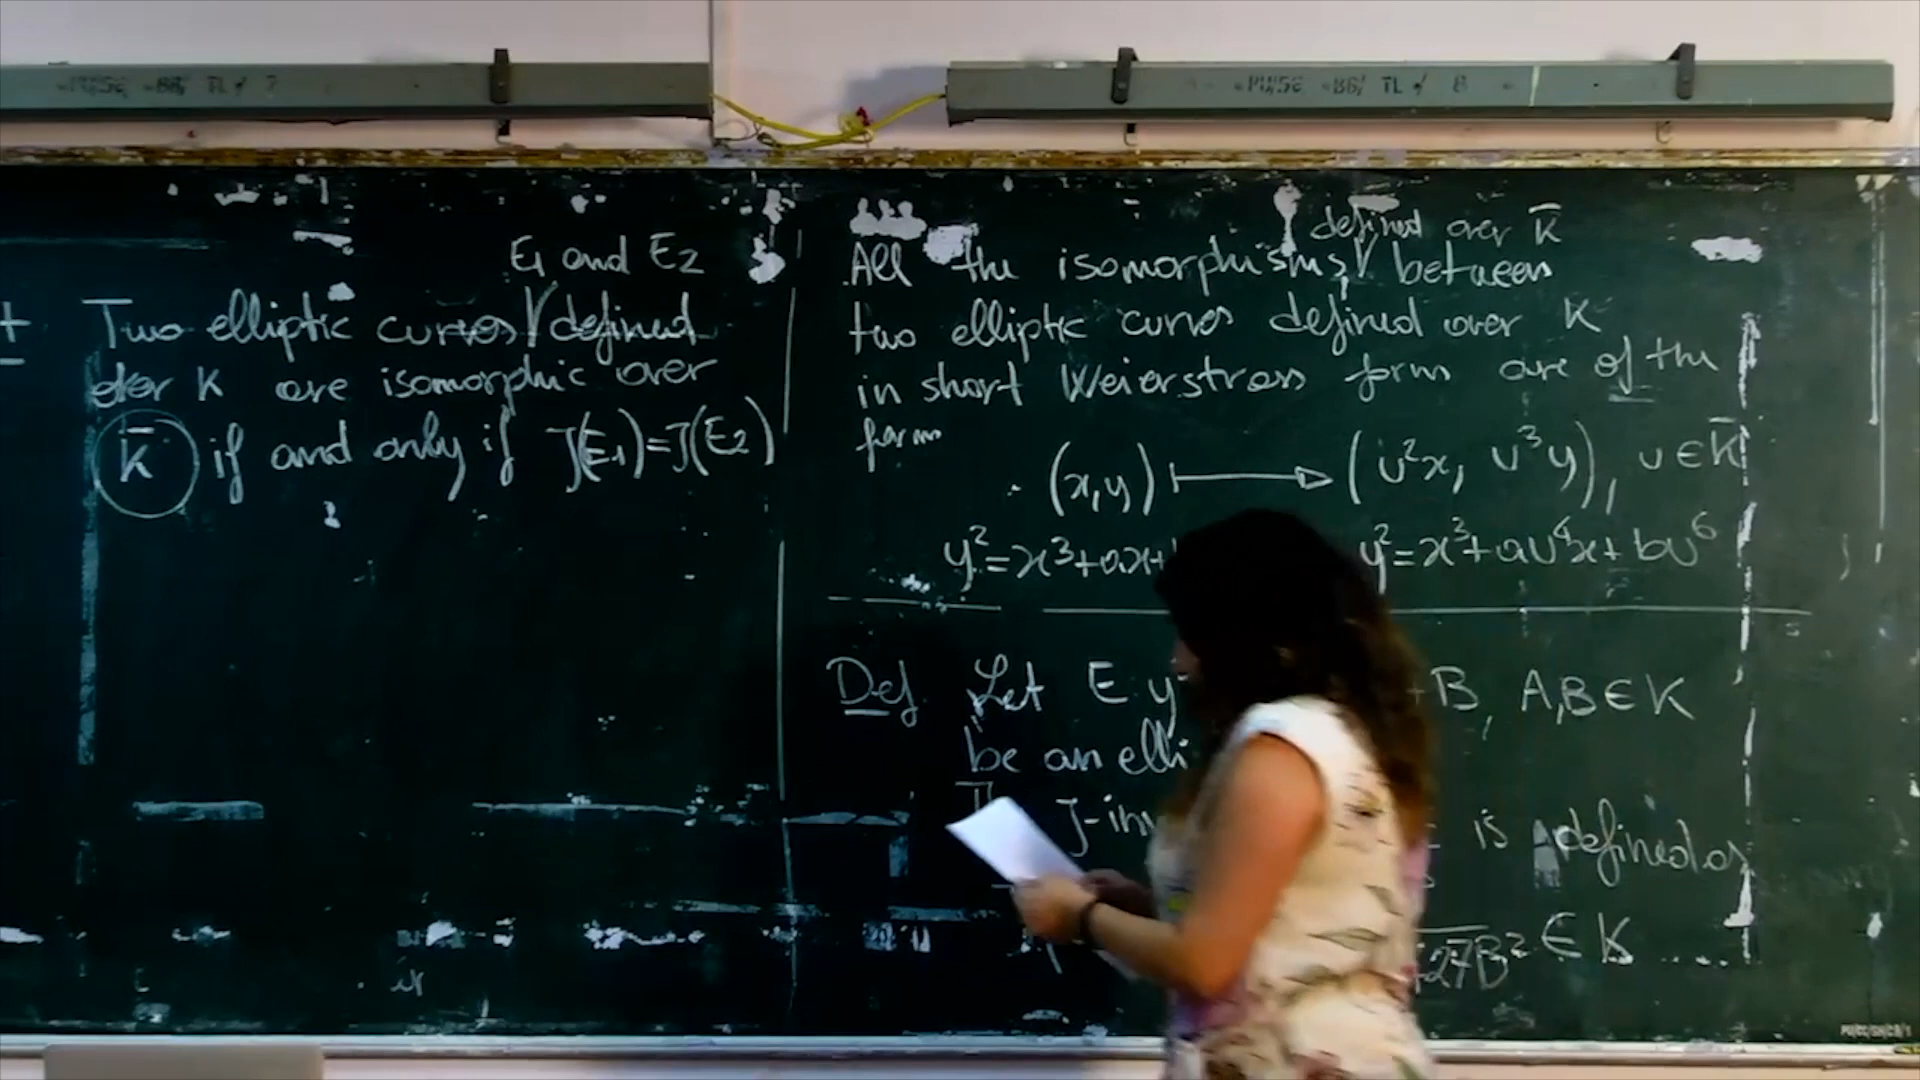 E1 and E2
Two elliptic curves / defined
over K are isomorphic over
K̄ if and only if J(E1)=J(E2)
defined over K̄
All the isomorphisms / between
two elliptic curves defined over K
in short Weierstrass form are of the
form
(x,y) ⟼ (u²x, u³y), u ∈ K̄
y²=x³+ax+ y²=x³+au⁴x+bu⁶
Def Let E y +B, A,B ∈ K
be an elli
J-inv is defined as
+27B² ∈ K